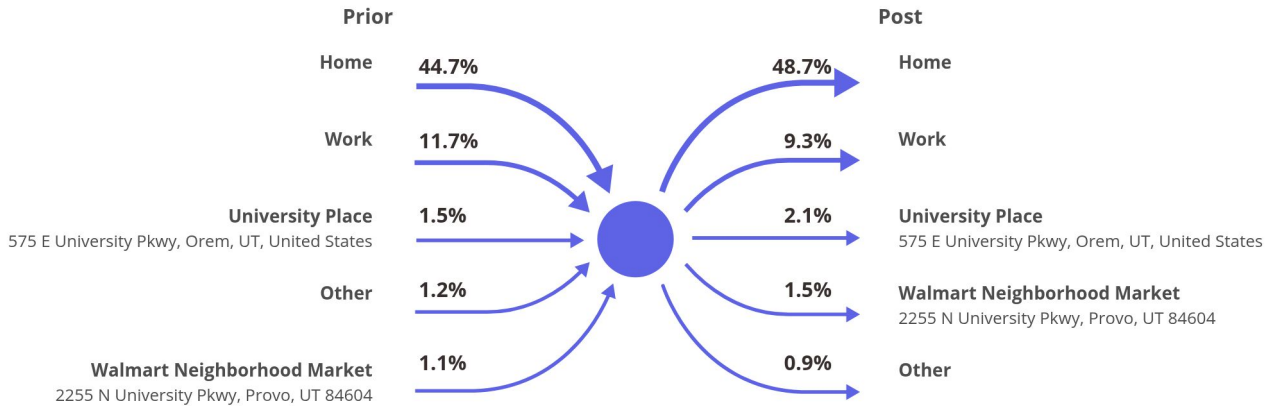 Prior
Post
Home
44.7%
48.7%
Home
Work
11.7%
9.3%
Work
University Place
575 E University Pkwy, Orem, UT, United States
1.5%
2.1%
University Place
575 E University Pkwy, Orem, UT, United States
Other
1.2%
1.5%
Walmart Neighborhood Market
2255 N University Pkwy, Provo, UT 84604
Walmart Neighborhood Market
2255 N University Pkwy, Provo, UT 84604
1.1%
0.9%
Other